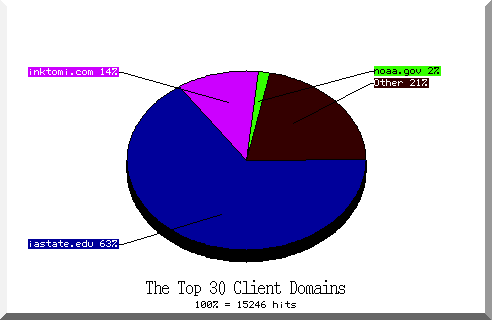 inktomi.com 14%
noaa.gov 2%
Other 21%
iastate.edu 63%
The Top 30 Client Domains
100% = 15246 hits